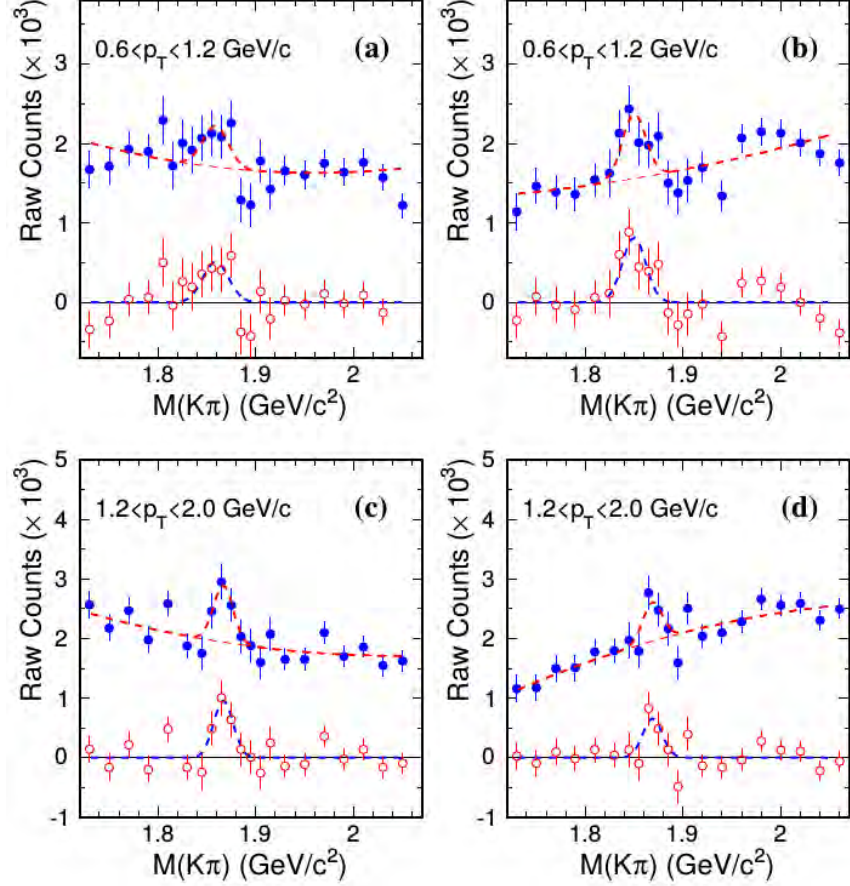 0.6<p_T<1.2 GeV/c (a)
Raw Counts (× 10³)
3
2
1
0
1.8 1.9 2
M(Kπ) (GeV/c²)
0.6<p_T<1.2 GeV/c (b)
Raw Counts (× 10³)
3
2
1
0
1.8 1.9 2
M(Kπ) (GeV/c²)
1.2<p_T<2.0 GeV/c (c)
Raw Counts (× 10³)
5
4
3
2
1
0
-1
1.8 1.9 2
M(Kπ) (GeV/c²)
1.2<p_T<2.0 GeV/c (d)
Raw Counts (× 10³)
5
4
3
2
1
0
-1
1.8 1.9 2
M(Kπ) (GeV/c²)